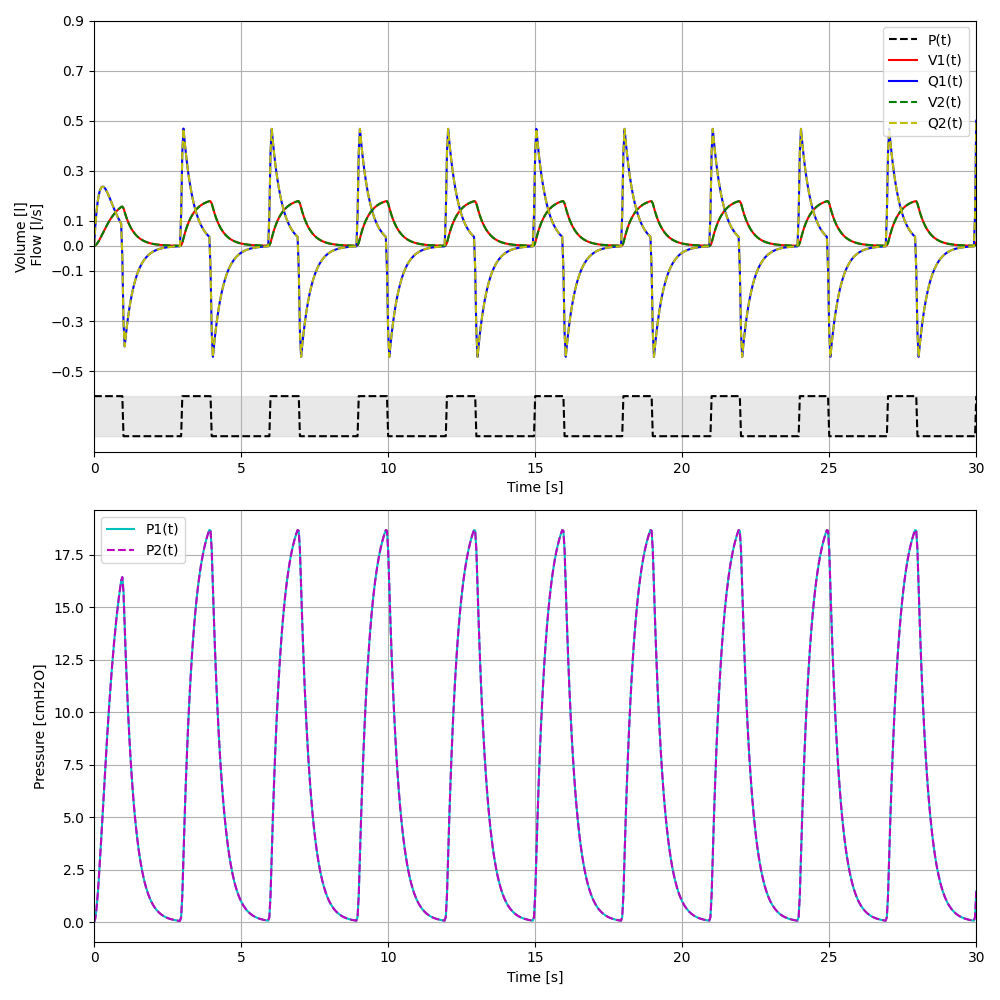 0.9
0.7
0.5
0.3
0.1
0.0
−0.1
−0.3
−0.5
Volume [l]
Flow [l/s]
P(t)
V1(t)
Q1(t)
V2(t)
Q2(t)
0 5 10 15 20 25 30
Time [s]
17.5
15.0
12.5
10.0
7.5
5.0
2.5
0.0
Pressure [cmH2O]
P1(t)
P2(t)
0 5 10 15 20 25 30
Time [s]